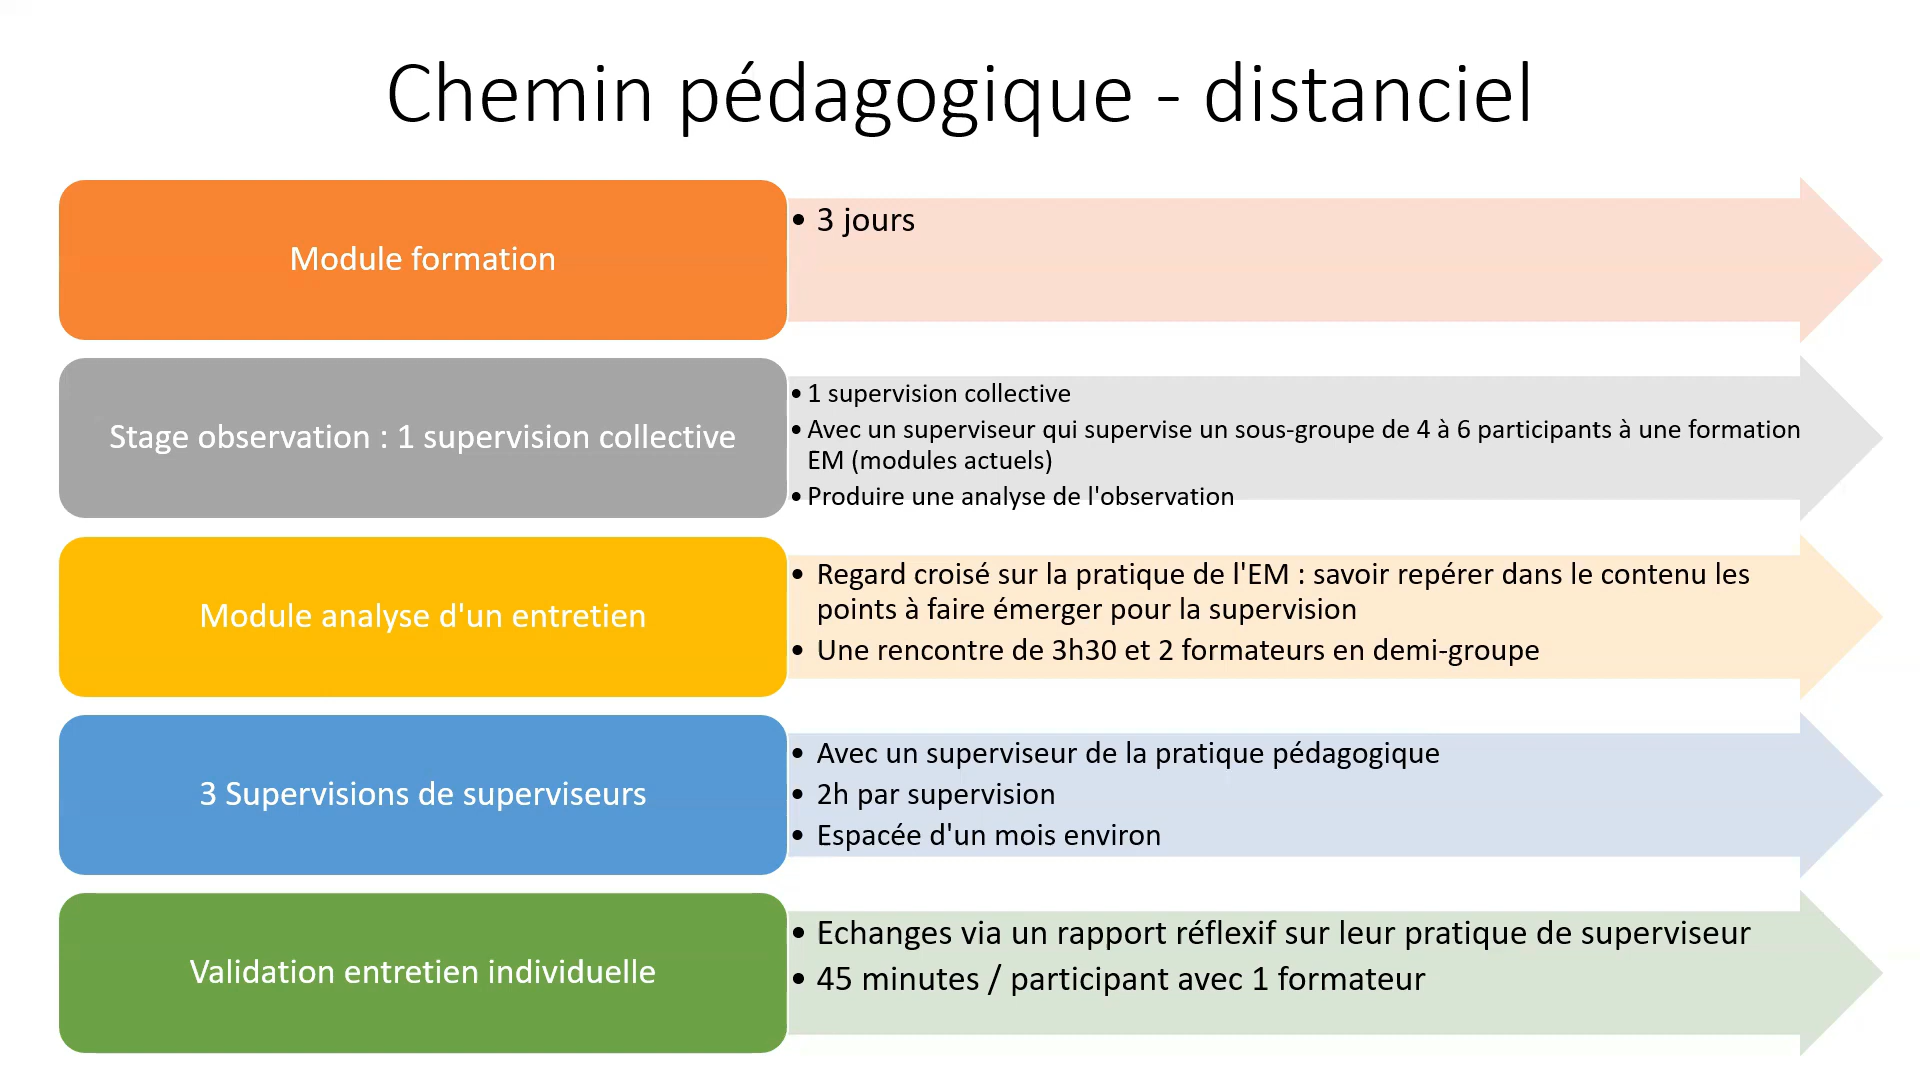 Chemin pédagogique - distanciel
Module formation
• 3 jours
Stage observation : 1 supervision collective
• 1 supervision collective
• Avec un superviseur qui supervise un sous-groupe de 4 à 6 participants à une formation
EM (modules actuels)
• Produire une analyse de l'observation
Module analyse d'un entretien
• Regard croisé sur la pratique de l'EM : savoir repérer dans le contenu les
points à faire émerger pour la supervision
• Une rencontre de 3h30 et 2 formateurs en demi-groupe
3 Supervisions de superviseurs
• Avec un superviseur de la pratique pédagogique
• 2h par supervision
• Espacée d'un mois environ
Validation entretien individuelle
• Echanges via un rapport réflexif sur leur pratique de superviseur
• 45 minutes / participant avec 1 formateur